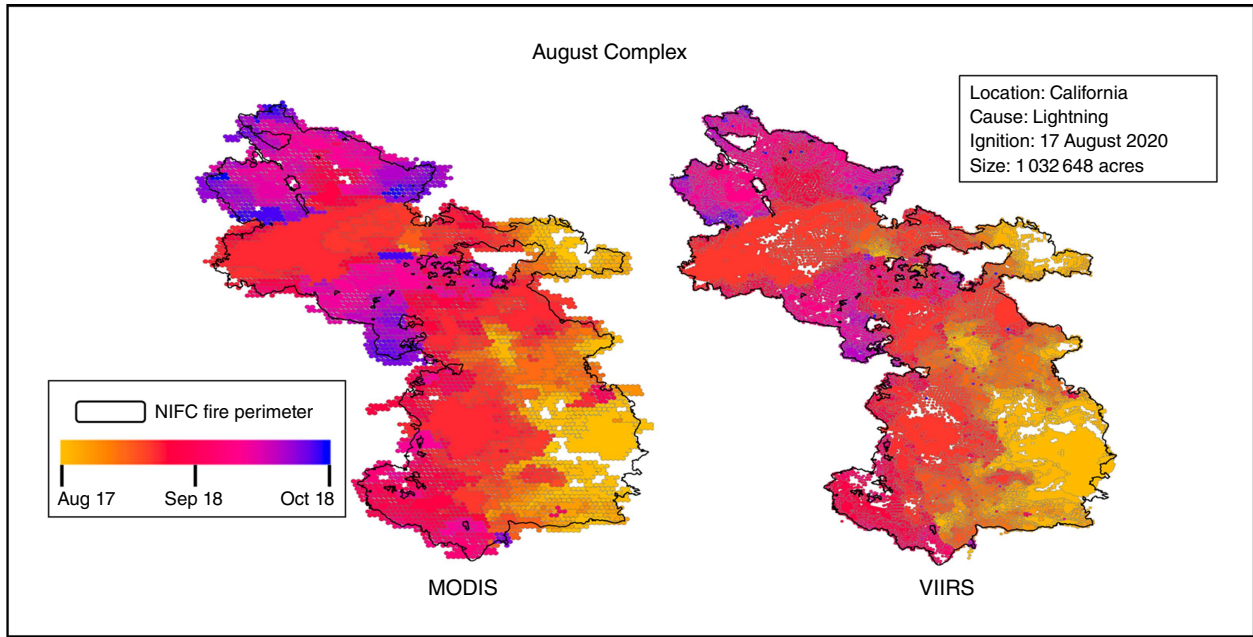 August Complex
Location: California
Cause: Lightning
Ignition: 17 August 2020
Size: 1 032 648 acres
NIFC fire perimeter
Aug 17 Sep 18 Oct 18
MODIS VIIRS